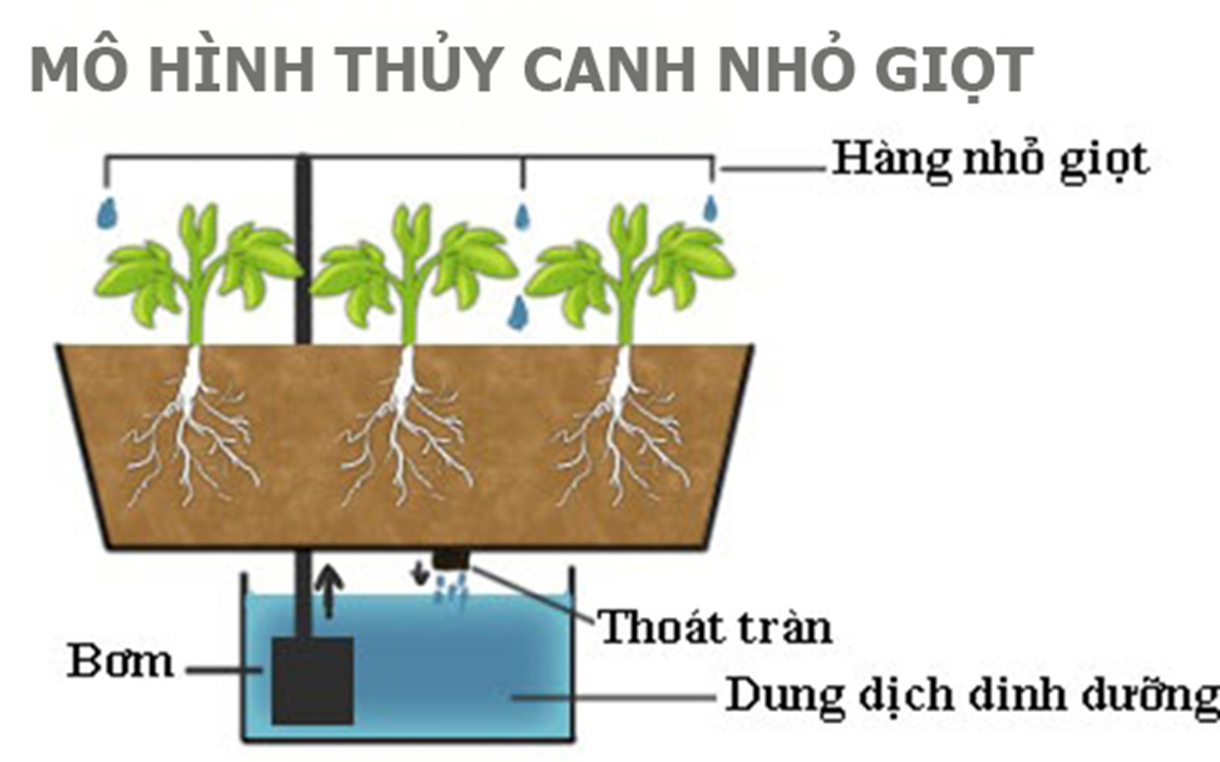 MÔ HÌNH THỦY CANH NHỎ GIỌT
Hàng nhỏ giọt
Thoát tràn
Bơm
Dung dịch dinh dưỡng